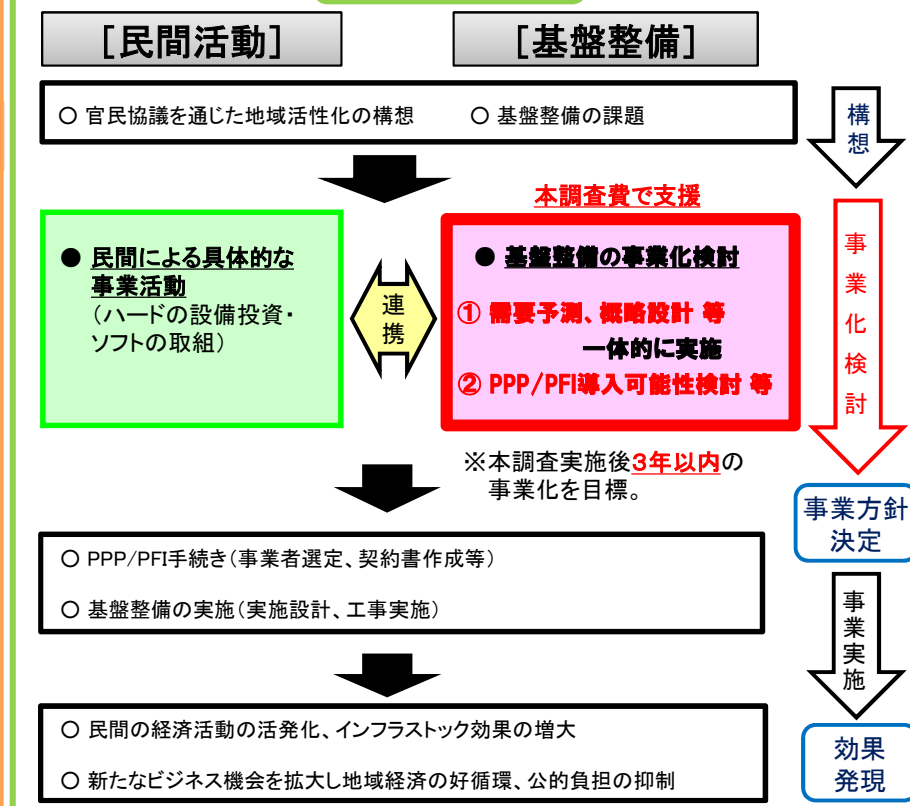 ［民間活動］
［基盤整備］
○ 官民協議を通じた地域活性化の構想　○ 基盤整備の課題
構想
本調査費で支援
● 民間による具体的な
事業活動
（ハードの設備投資・
ソフトの取組）
連携
● 基盤整備の事業化検討
① 需要予測、概略設計 等
一体的に実施
② PPP/PFI導入可能性検討 等
事業化検討
※本調査実施後3年以内の
事業化を目標。
事業方針
決定
○ PPP/PFI手続き（事業者選定、契約書作成等）
○ 基盤整備の実施（実施設計、工事実施）
事業実施
○ 民間の経済活動の活発化、インフラストック効果の増大
○ 新たなビジネス機会を拡大し地域経済の好循環、公的負担の抑制
効果
発現